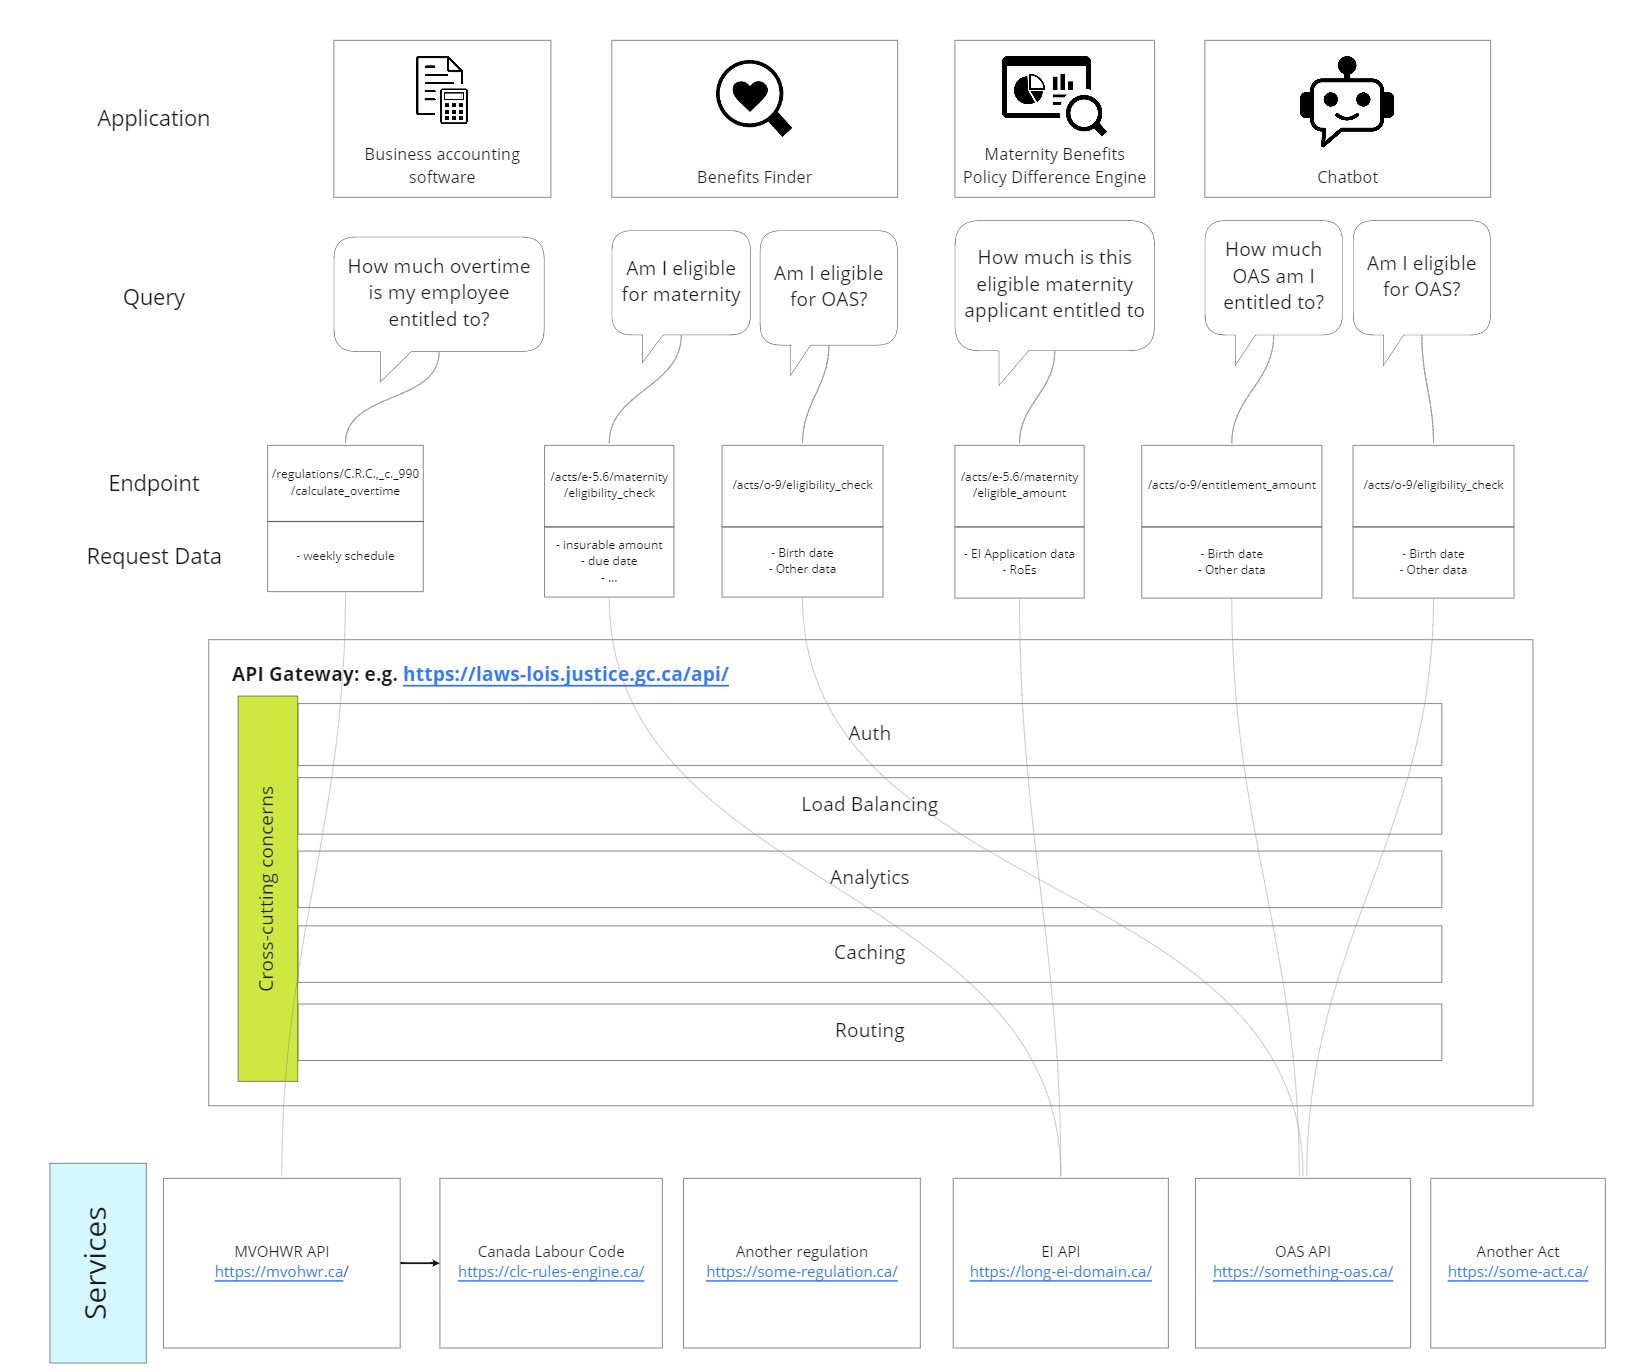 Application
Business accounting
software
Benefits Finder
Maternity Benefits
Policy Difference Engine
Chatbot
Query
How much overtime
is my employee
entitled to?
Am I eligible
for maternity
Am I eligible
for OAS?
How much is this
eligible maternity
applicant entitled to
How much
OAS am I
entitled to?
Am I eligible
for OAS?
Endpoint
/regulations/C.R.C.,_c._990
/calculate_overtime
/acts/e-5.6/maternity
/eligibility_check
/acts/o-9/eligibility_check
/acts/e-5.6/maternity
/eligible_amount
/acts/o-9/entitlement_amount
/acts/o-9/eligibility_check
Request Data
- weekly schedule
- insurable amount
- due date
- ...
- Birth date
- Other data
- EI Application data
- RoEs
- Birth date
- Other data
- Birth date
- Other data
API Gateway: e.g. https://laws-lois.justice.gc.ca/api/
Cross-cutting concerns
Auth
Load Balancing
Analytics
Caching
Routing
Services
MVOHWR API
https://mvohwr.ca/
Canada Labour Code
https://clc-rules-engine.ca/
Another regulation
https://some-regulation.ca/
EI API
https://long-ei-domain.ca/
OAS API
https://something-oas.ca/
Another Act
https://some-act.ca/